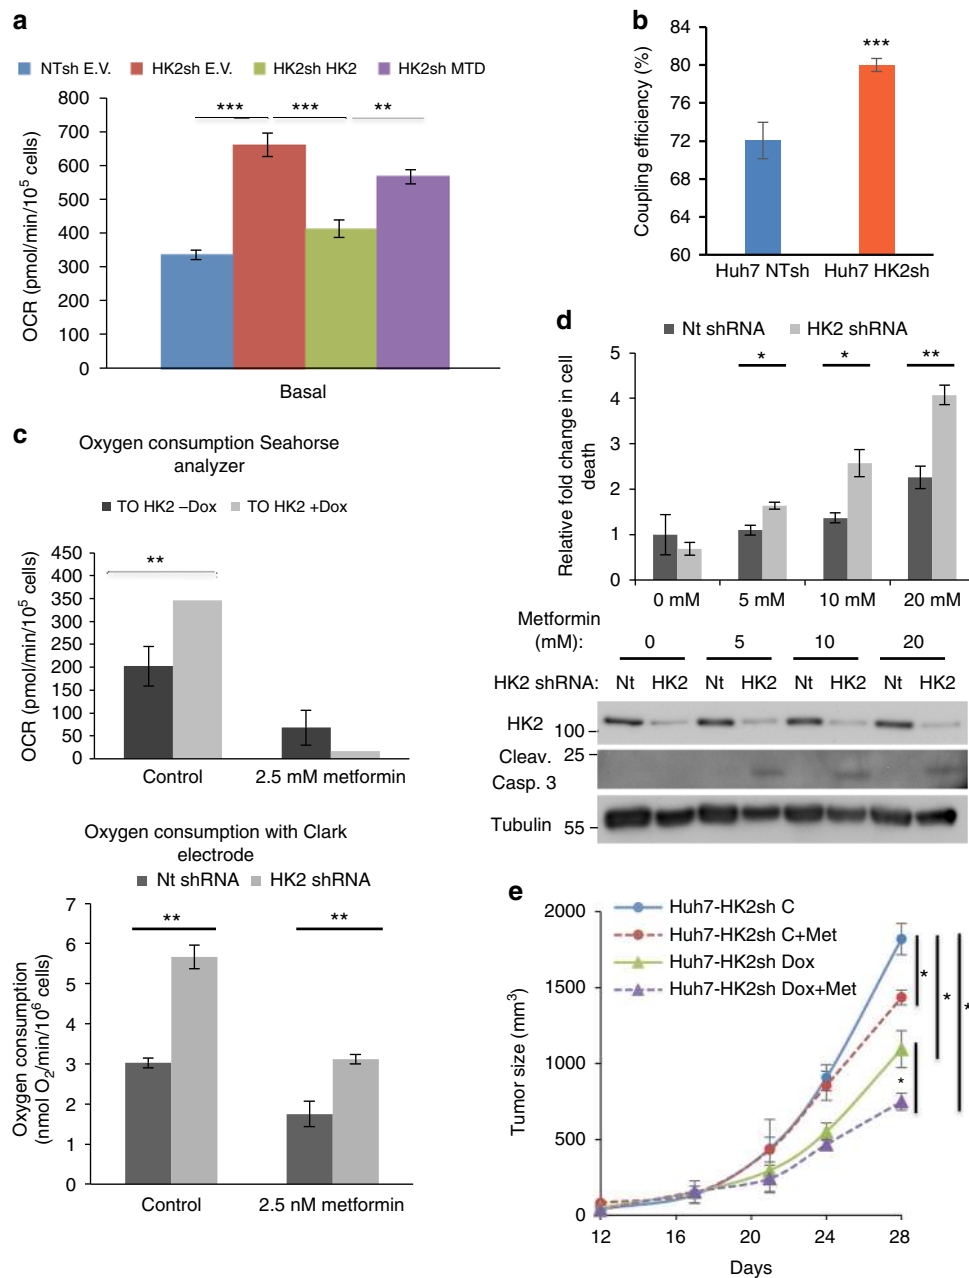 a
NTsh E.V. HK2sh E.V. HK2sh HK2 HK2sh MTD
OCR (pmol/min/10⁵ cells)
800
700
600
500
400
300
200
100
0
*** *** **
Basal
b
Coupling efficiency (%)
84
80
76
72
68
64
60
***
Huh7 NTsh Huh7 HK2sh
c
Oxygen consumption Seahorse
analyzer
TO HK2 –Dox TO HK2 +Dox
OCR (pmol/min/10⁵ cells)
450
400
350
300
250
200
150
100
50
0
**
Control 2.5 mM metformin
Oxygen consumption with Clark
electrode
Nt shRNA HK2 shRNA
Oxygen consumption
(nmol O₂/min/10⁶ cells)
7
6
5
4
3
2
1
0
** **
Control 2.5 nM metformin
d
Nt shRNA HK2 shRNA
Relative fold change in cell
death
5
4
3
2
1
0
* * **
0 mM 5 mM 10 mM 20 mM
Metformin
(mM): 0 5 10 20
HK2 shRNA: Nt HK2 Nt HK2 Nt HK2 Nt HK2
HK2 100
Cleav. 25
Casp. 3
Tubulin 55
e
Huh7-HK2sh C
Huh7-HK2sh C+Met
Huh7-HK2sh Dox
Huh7-HK2sh Dox+Met
Tumor size (mm³)
2000
1500
1000
500
0
* * *
*
12 16 20 24 28
Days